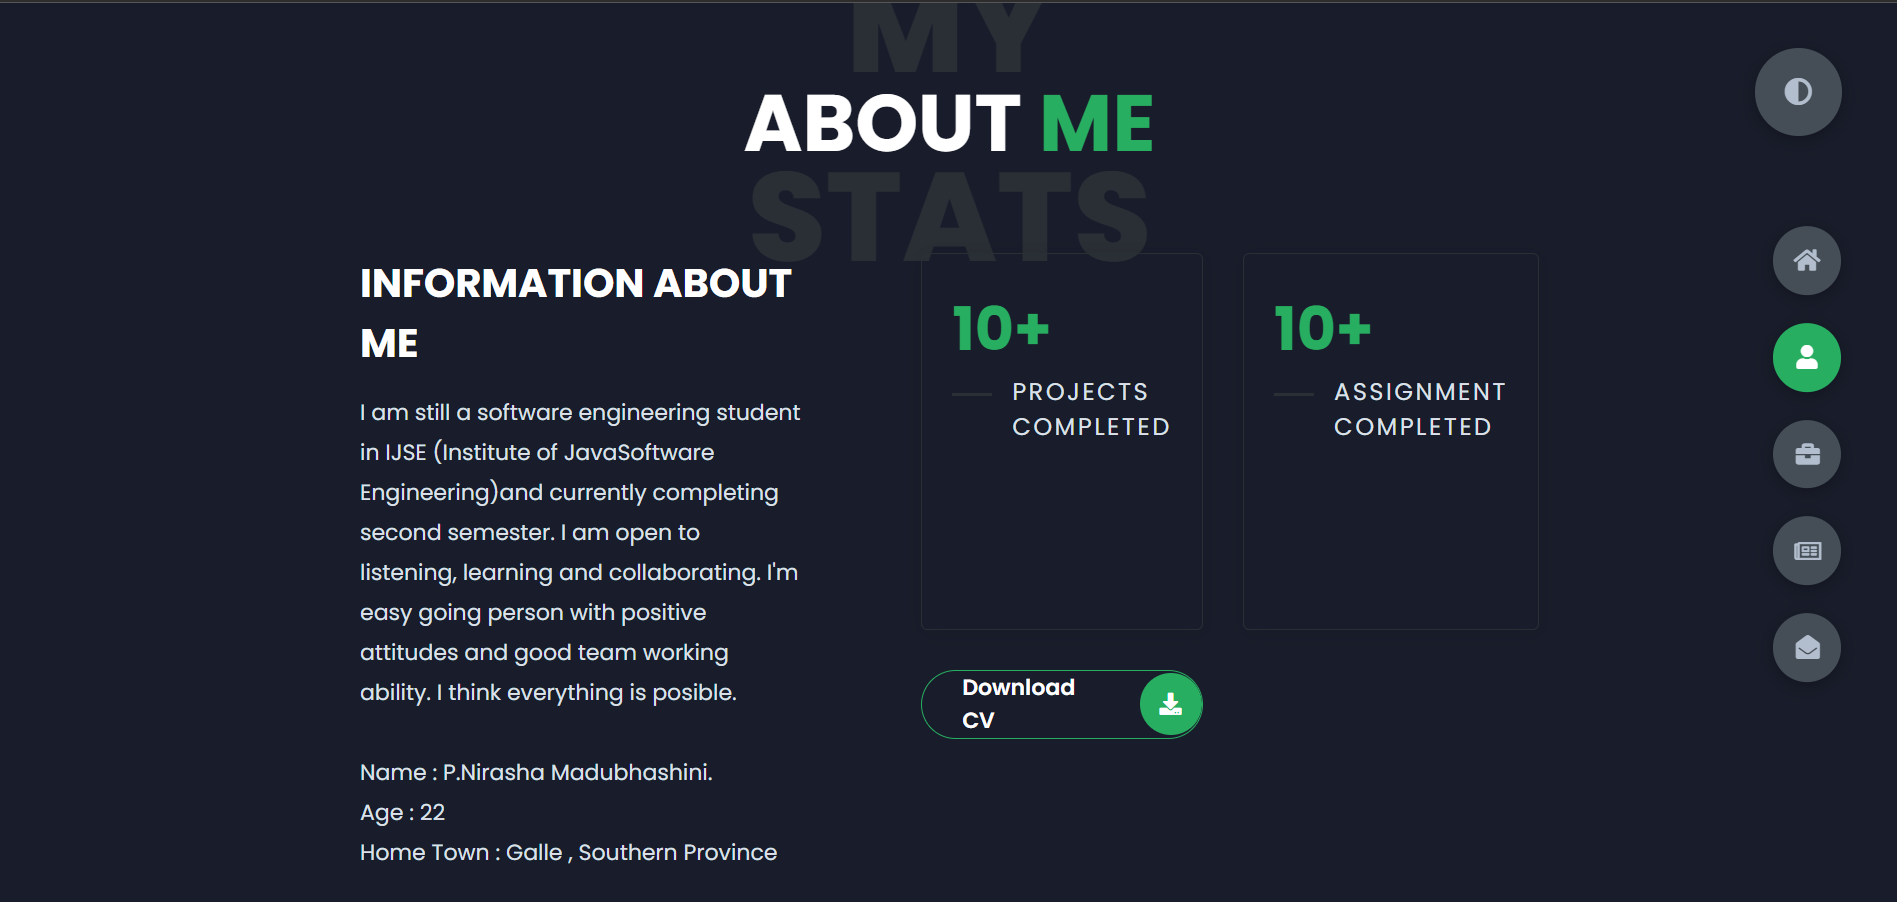 MY
ABOUT ME
STATS
INFORMATION ABOUT
ME
I am still a software engineering student
in IJSE (Institute of JavaSoftware
Engineering)and currently completing
second semester. I am open to
listening, learning and collaborating. I'm
easy going person with positive
attitudes and good team working
ability. I think everything is posible.
Name : P.Nirasha Madubhashini.
Age : 22
Home Town : Galle , Southern Province
10+
PROJECTS
COMPLETED
10+
ASSIGNMENT
COMPLETED
Download
CV